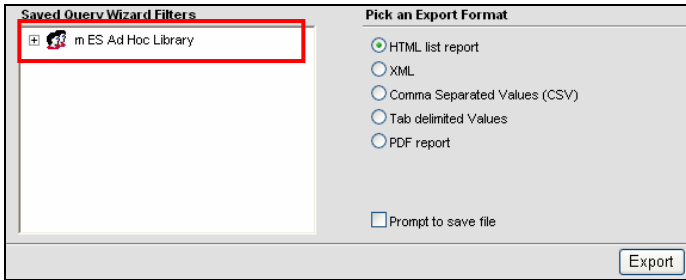 Saved Query Wizard Filters
m ES Ad Hoc Library
Pick an Export Format
HTML list report
XML
Comma Separated Values (CSV)
Tab delimited Values
PDF report
Prompt to save file
Export